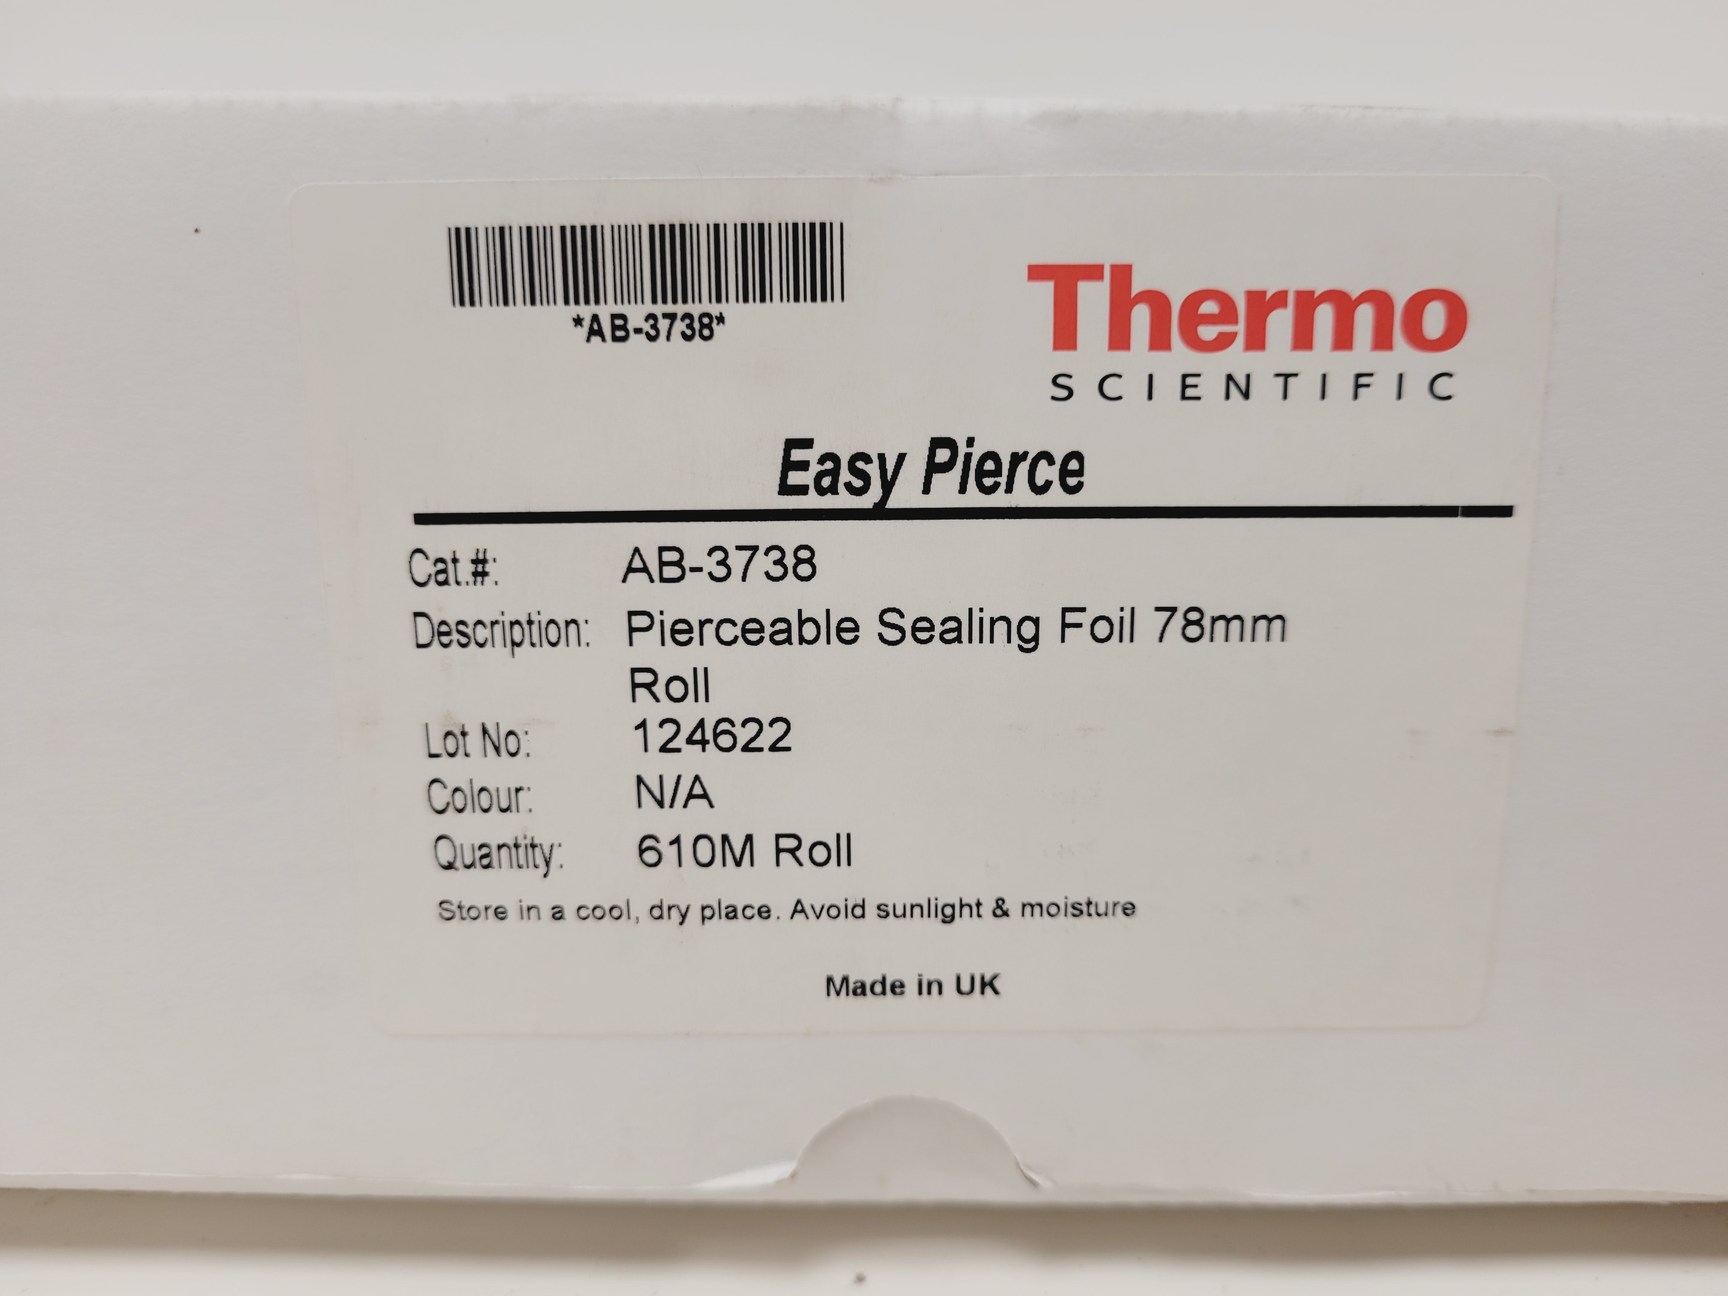 *AB-3738*
Thermo
SCIENTIFIC
Easy Pierce
Cat.#: AB-3738
Description: Pierceable Sealing Foil 78mm
Roll
Lot No: 124622
Colour: N/A
Quantity: 610M Roll
Store in a cool, dry place. Avoid sunlight & moisture
Made in UK